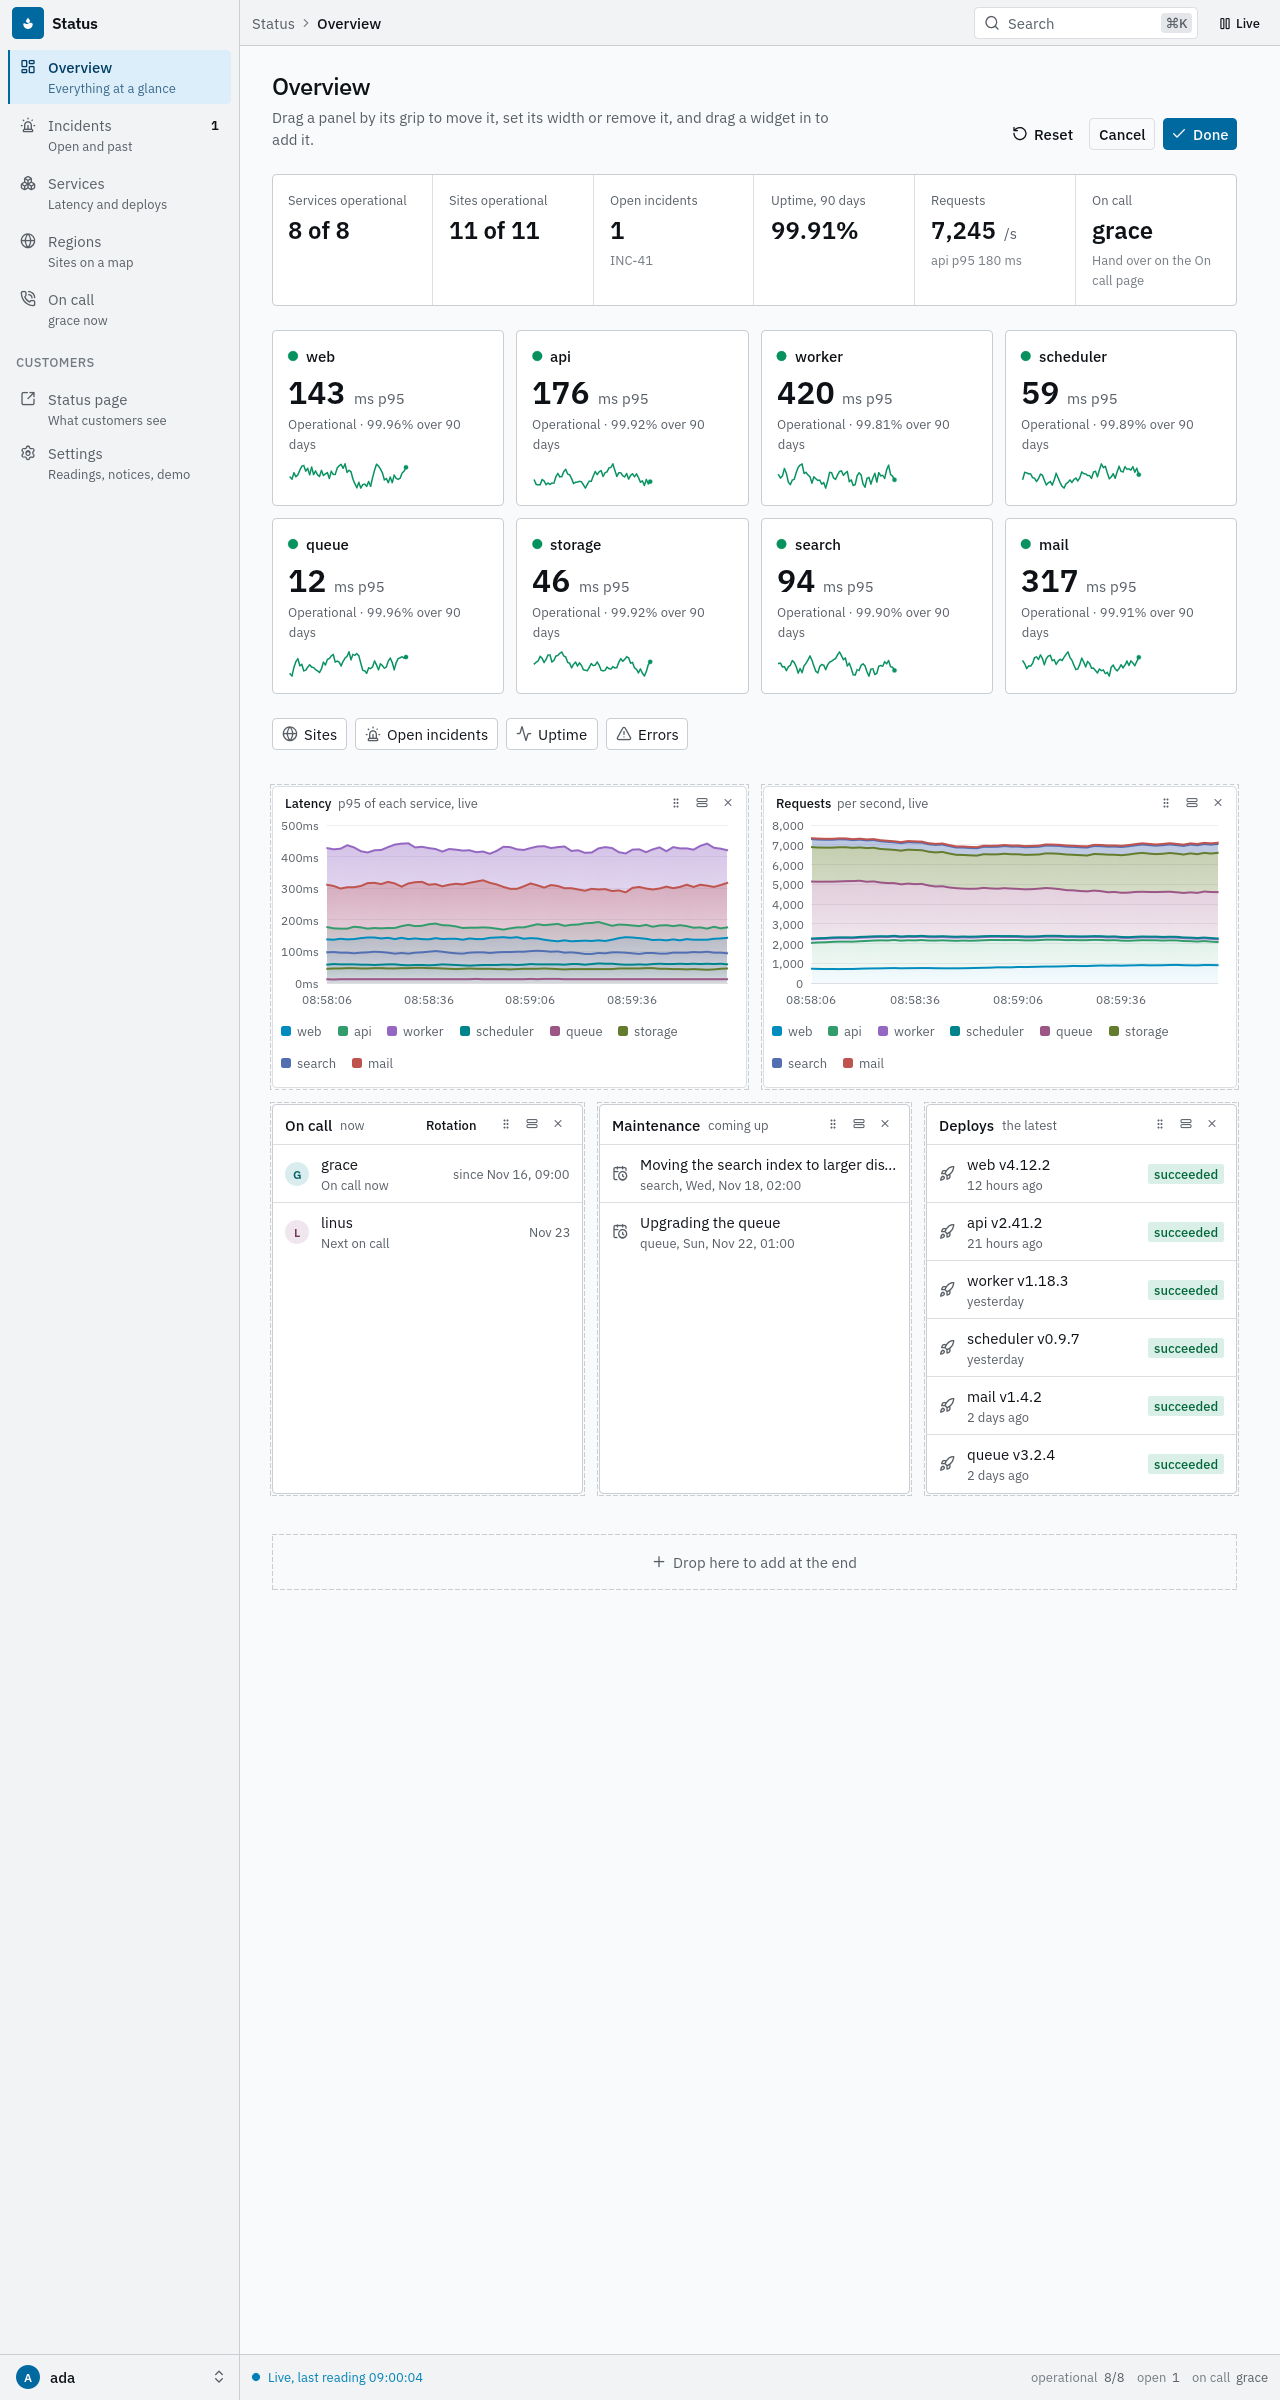 Status
Overview
Everything at a glance
Incidents 1
Open and past
Services
Latency and deploys
Regions
Sites on a map
On call
grace now
CUSTOMERS
Status page
What customers see
Settings
Readings, notices, demo
A ada
Status > Overview
Search ⌘K
Live
Overview
Drag a panel by its grip to move it, set its width or remove it, and drag a widget in to
add it.
Reset
Cancel
Done
Services operational
8 of 8
Sites operational
11 of 11
Open incidents
1
INC-41
Uptime, 90 days
99.91%
Requests
7,245 /s
api p95 180 ms
On call
grace
Hand over on the On
call page
web
143 ms p95
Operational · 99.96% over 90
days
api
176 ms p95
Operational · 99.92% over 90
days
worker
420 ms p95
Operational · 99.81% over 90
days
scheduler
59 ms p95
Operational · 99.89% over 90
days
queue
12 ms p95
Operational · 99.96% over 90
days
storage
46 ms p95
Operational · 99.92% over 90
days
search
94 ms p95
Operational · 99.90% over 90
days
mail
317 ms p95
Operational · 99.91% over 90
days
Sites
Open incidents
Uptime
Errors
Latency p95 of each service, live
500ms
400ms
300ms
200ms
100ms
0ms
08:58:06 08:58:36 08:59:06 08:59:36
web api worker scheduler queue storage
search mail
Requests per second, live
8,000
7,000
6,000
5,000
4,000
3,000
2,000
1,000
0
08:58:06 08:58:36 08:59:06 08:59:36
web api worker scheduler queue storage
search mail
On call now Rotation
G grace
On call now
since Nov 16, 09:00
L linus
Next on call
Nov 23
Maintenance coming up
Moving the search index to larger dis...
search, Wed, Nov 18, 02:00
Upgrading the queue
queue, Sun, Nov 22, 01:00
Deploys the latest
web v4.12.2
12 hours ago
succeeded
api v2.41.2
21 hours ago
succeeded
worker v1.18.3
yesterday
succeeded
scheduler v0.9.7
yesterday
succeeded
mail v1.4.2
2 days ago
succeeded
queue v3.2.4
2 days ago
succeeded
Drop here to add at the end
Live, last reading 09:00:04
operational 8/8 open 1 on call grace